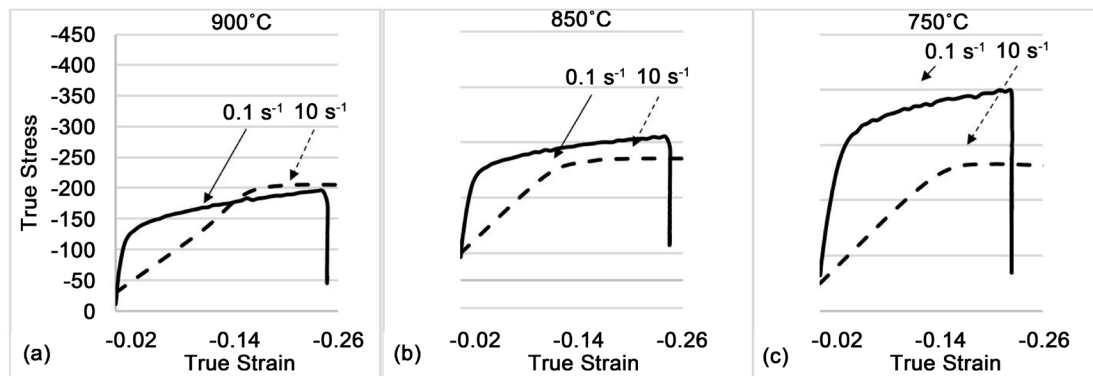 900˚C
850˚C
750˚C
-450
-400
-350
-300
-250
-200
-150
-100
-50
0
True Stress
0.1 s⁻¹
10 s⁻¹
0.1 s⁻¹ 10 s⁻¹
0.1 s⁻¹
10 s⁻¹
(a)
-0.02
-0.14
-0.26
True Strain
(b)
-0.02
-0.14
-0.26
True Strain
(c)
-0.02
-0.14
-0.26
True Strain